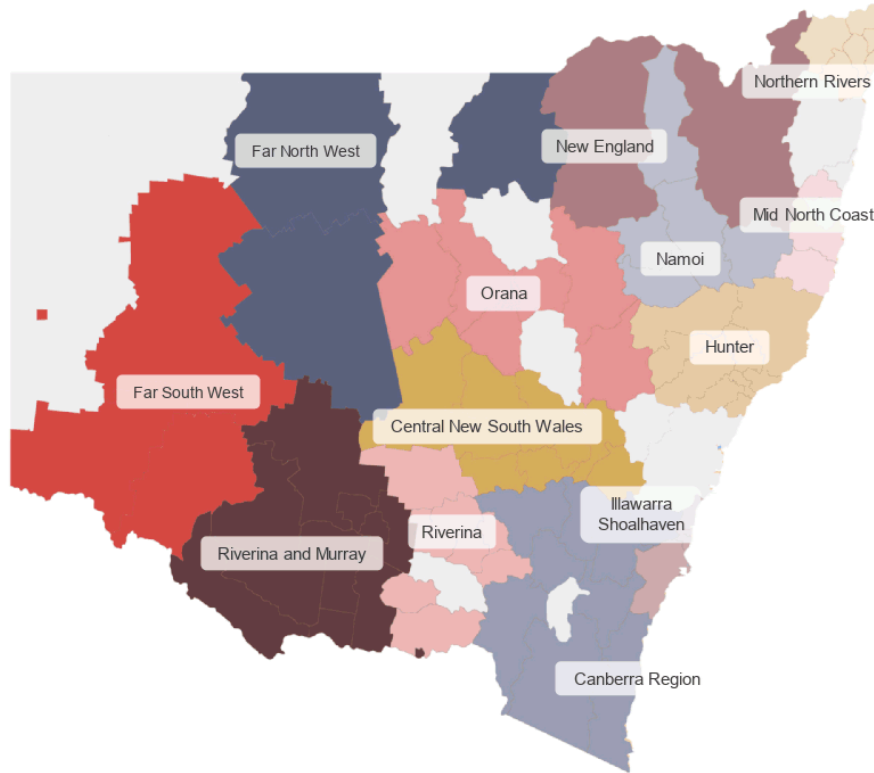 Northern Rivers
Far North West
New England
Mid North Coast
Namoi
Orana
Hunter
Far South West
Central New South Wales
Illawarra
Shoalhaven
Riverina
Riverina and Murray
Canberra Region